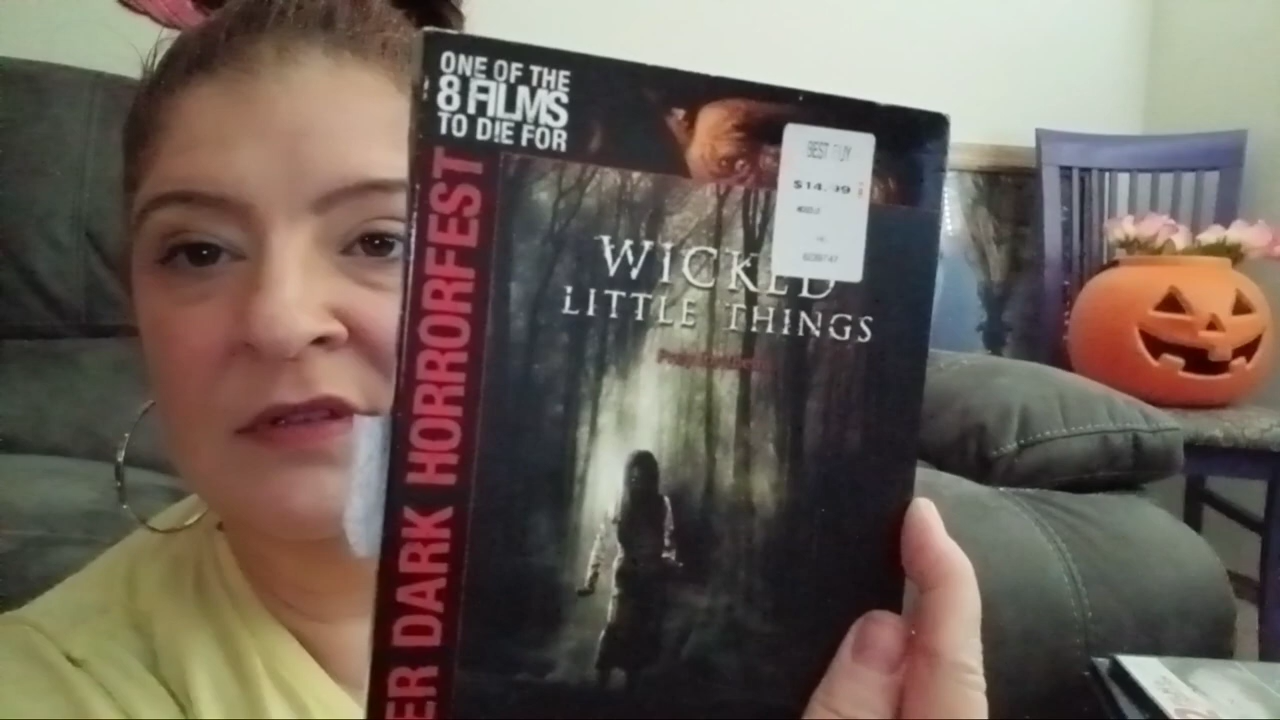 ONE OF THE
8 FILMS
TO DIE FOR
ER DARK HORRORFEST
BEST BUY
$14.99
WICKED
LITTLE THINGS